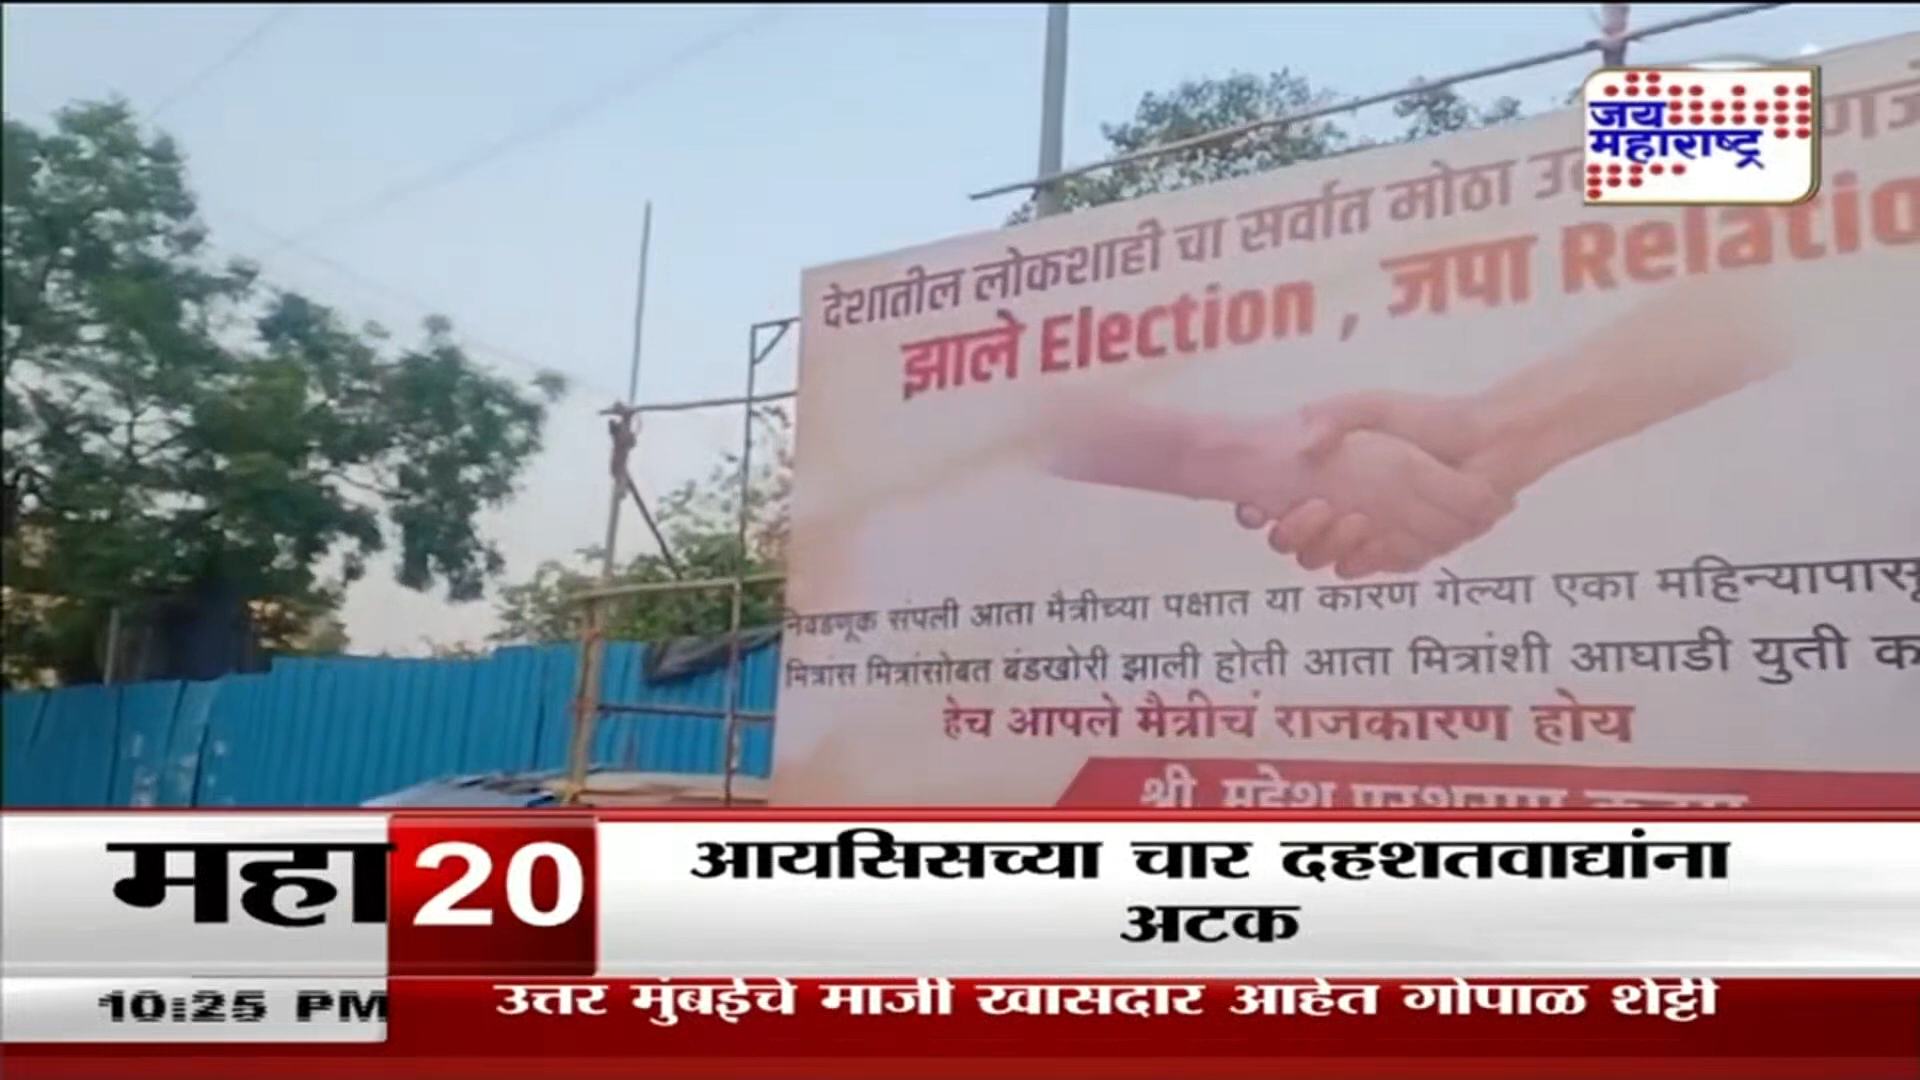 जय
महाराष्ट्र
देशातील लोकशाही चा सर्वात मोठा
झाले Election , जपा
निवडणूक संपली आता मैत्रीच्या पक्षात या कारण गेल्या एका
मित्रांस मित्रांसोबत बंडखोरी झाली होती आता मित्रांशी आघाडी युती
हेच आपले मैत्रीचं राजकारण होय
श्री. महेश
महा 20
आयसिसच्या चार दहशतवाद्यांना
अटक
10:25 PM
उत्तर मुंबईचे माजी खासदार आहेत गोपाळ शेट्टी